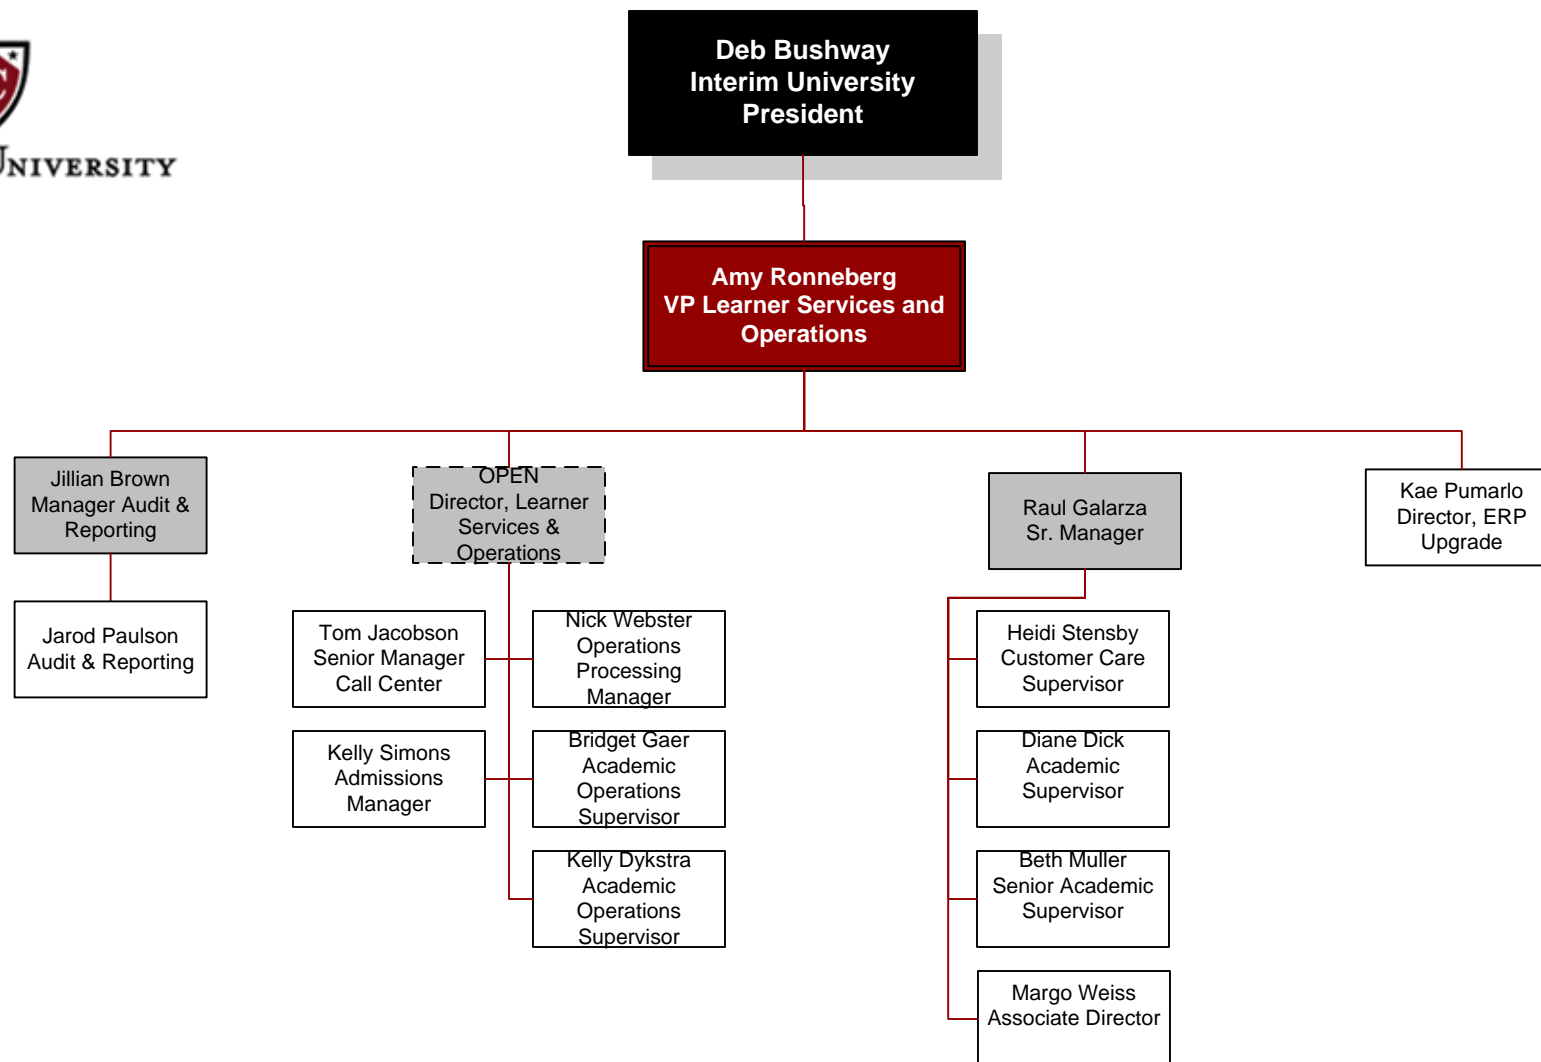 UNIVERSITY
Deb Bushway
Interim University
President
Amy Ronneberg
VP Learner Services and
Operations
Jillian Brown
Manager Audit &
Reporting
OPEN
Director, Learner
Services &
Operations
Raul Galarza
Sr. Manager
Kae Pumarlo
Director, ERP
Upgrade
Jarod Paulson
Audit & Reporting
Tom Jacobson
Senior Manager
Call Center
Nick Webster
Operations
Processing
Manager
Heidi Stensby
Customer Care
Supervisor
Kelly Simons
Admissions
Manager
Bridget Gaer
Academic
Operations
Supervisor
Diane Dick
Academic
Supervisor
Kelly Dykstra
Academic
Operations
Supervisor
Beth Muller
Senior Academic
Supervisor
Margo Weiss
Associate Director